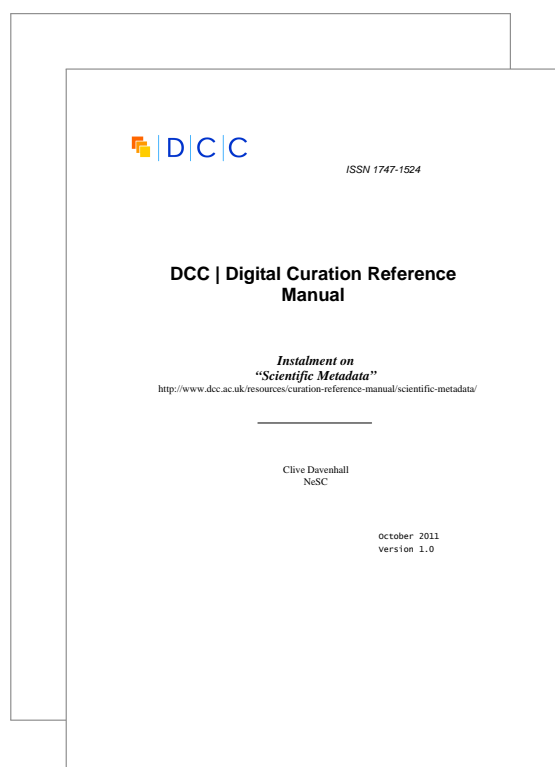 D|C|C
ISSN 1747-1524
DCC | Digital Curation Reference
Manual
Instalment on
“Scientific Metadata”
http://www.dcc.ac.uk/resources/curation-reference-manual/scientific-metadata/
Clive Davenhall
NeSC
October 2011
Version 1.0